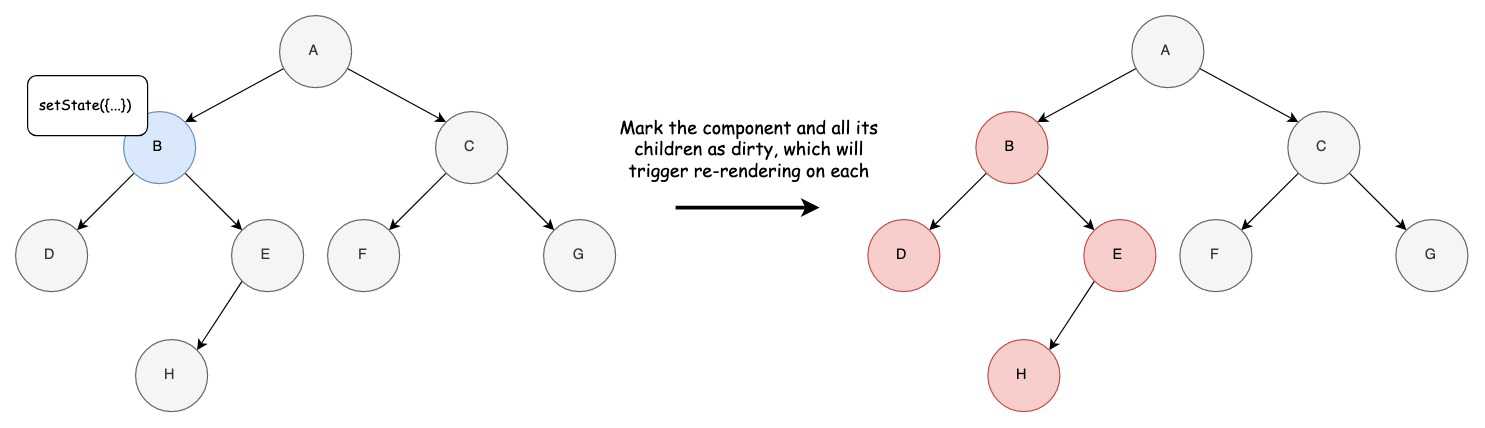 A
setState({...})
B
C
D
E
F
G
H
Mark the component and all its
children as dirty, which will
trigger re-rendering on each
A
B
C
D
E
F
G
H